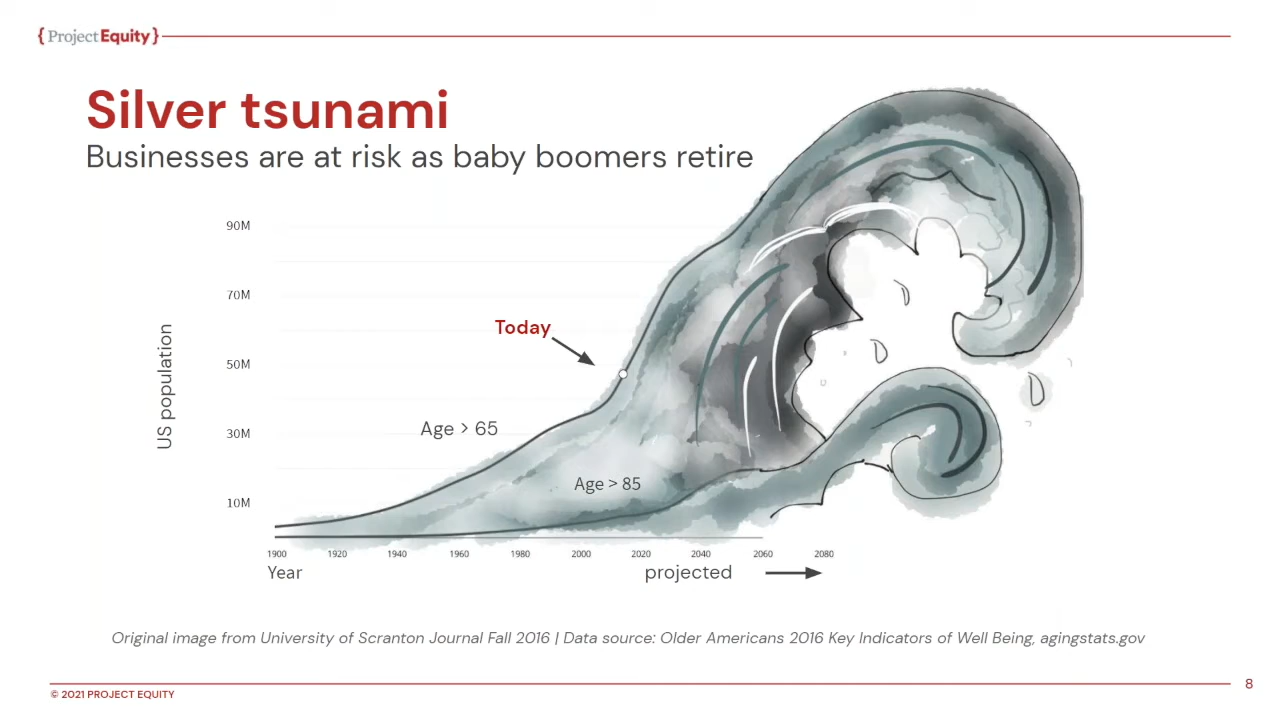 { Project Equity }
Silver tsunami
Businesses are at risk as baby boomers retire
90M
70M
Today
50M
US population
Age > 65
30M
Age > 85
10M
1900 1920 1940 1960 1980 2000 2020 2040 2060 2080
Year projected
Original image from University of Scranton Journal Fall 2016 | Data source: Older Americans 2016 Key Indicators of Well Being, agingstats.gov
© 2021 PROJECT EQUITY
8